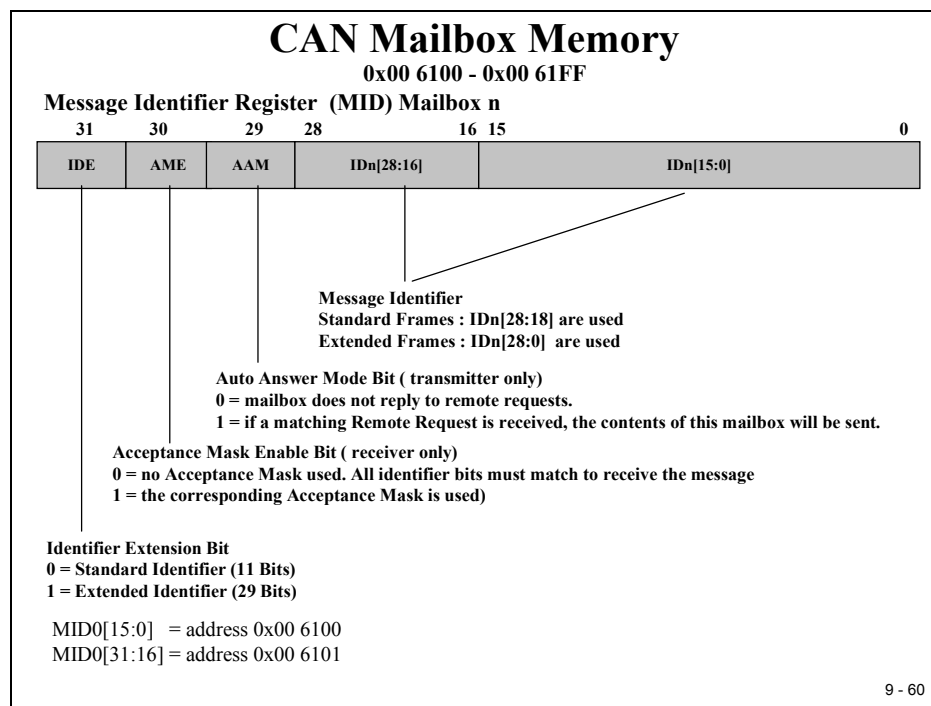 CAN Mailbox Memory
0x00 6100 - 0x00 61FF
Message Identifier Register (MID) Mailbox n
31 30 29 28 16 15 0
IDE AME AAM IDn[28:16] IDn[15:0]
Message Identifier
Standard Frames : IDn[28:18] are used
Extended Frames : IDn[28:0] are used
Auto Answer Mode Bit ( transmitter only)
0 = mailbox does not reply to remote requests.
1 = if a matching Remote Request is received, the contents of this mailbox will be sent.
Acceptance Mask Enable Bit ( receiver only)
0 = no Acceptance Mask used. All identifier bits must match to receive the message
1 = the corresponding Acceptance Mask is used)
Identifier Extension Bit
0 = Standard Identifier (11 Bits)
1 = Extended Identifier (29 Bits)
MID0[15:0] = address 0x00 6100
MID0[31:16] = address 0x00 6101
9 - 60